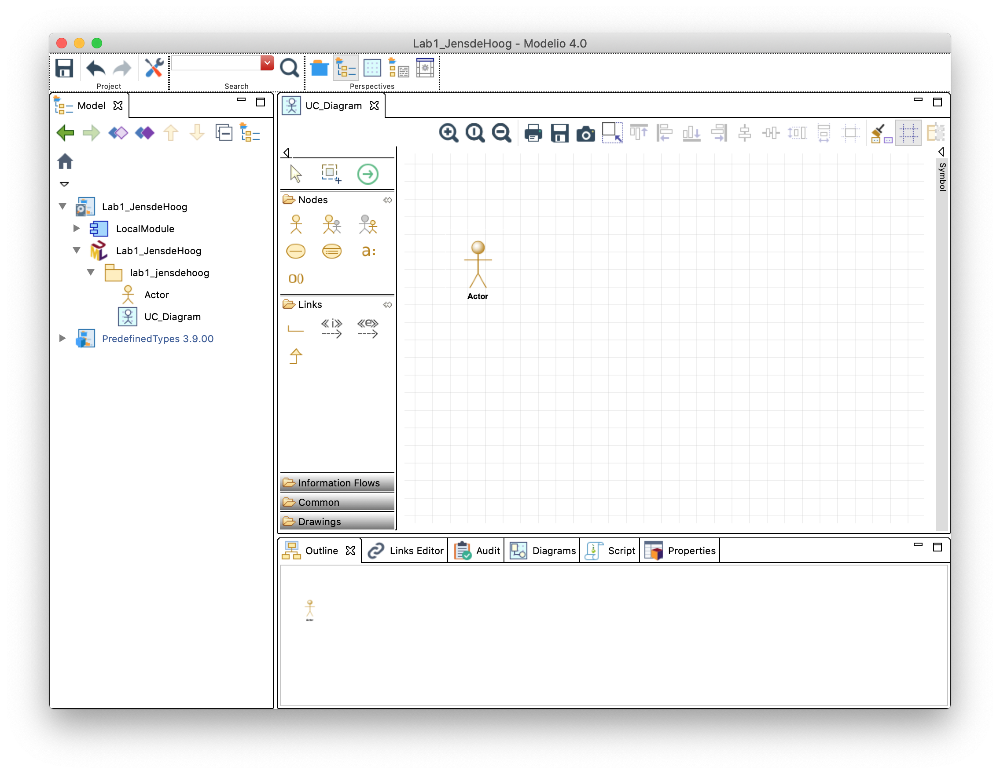 Lab1_JensdeHoog - Modelio 4.0
Project
Search
Perspectives
Model
UC_Diagram
Symbol
Lab1_JensdeHoog
LocalModule
Lab1_JensdeHoog
lab1_jensdehoog
Actor
UC_Diagram
PredefinedTypes 3.9.00
Nodes
a:
O()
Links
«i»
«e»
Information Flows
Common
Drawings
Actor
Outline
Links Editor
Audit
Diagrams
Script
Properties